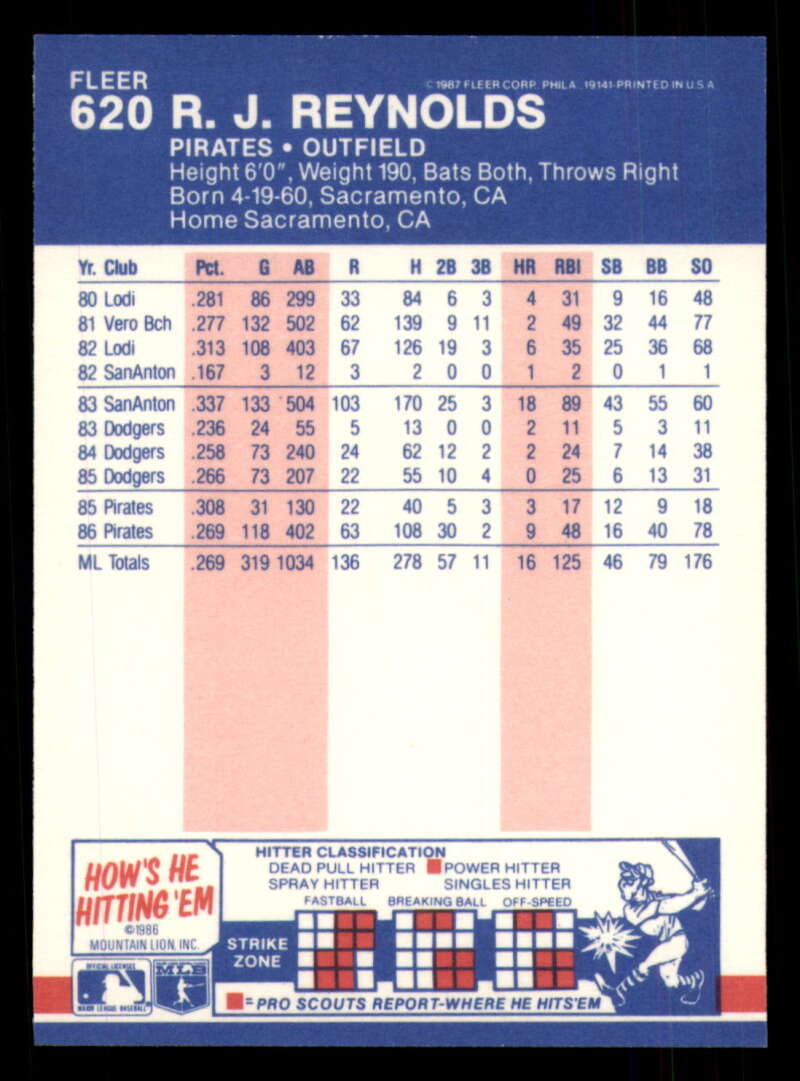 FLEER
©1987 FLEER CORP. PHILA., 19141-PRINTED IN U.S.A.
620 R. J. REYNOLDS
PIRATES • OUTFIELD
Height 6'0", Weight 190, Bats Both, Throws Right
Born 4-19-60, Sacramento, CA
Home Sacramento, CA
Yr. Club Pct. G AB R H 2B 3B HR RBI SB BB SO
80 Lodi .281 86 299 33 84 6 3 4 31 9 16 48
81 Vero Bch .277 132 502 62 139 9 11 2 49 32 44 77
82 Lodi .313 108 403 67 126 19 3 6 35 25 36 68
82 SanAnton .167 3 12 3 2 0 0 1 2 0 1 1
83 SanAnton .337 133 504 103 170 25 3 18 89 43 55 60
83 Dodgers .236 24 55 5 13 0 0 2 11 5 3 11
84 Dodgers .258 73 240 24 62 12 2 2 24 7 14 38
85 Dodgers .266 73 207 22 55 10 4 0 25 6 13 31
85 Pirates .308 31 130 22 40 5 3 3 17 12 9 18
86 Pirates .269 118 402 63 108 30 2 9 48 16 40 78
ML Totals .269 319 1034 136 278 57 11 16 125 46 79 176
HOW'S HE
HITTING 'EM
©1986
MOUNTAIN LION, INC.
OFFICIAL LICENSEE
MAJOR LEAGUE BASEBALL
MLB
HITTER CLASSIFICATION
DEAD PULL HITTER POWER HITTER
SPRAY HITTER SINGLES HITTER
FASTBALL BREAKING BALL OFF-SPEED
STRIKE
ZONE
= PRO SCOUTS REPORT-WHERE HE HITS'EM